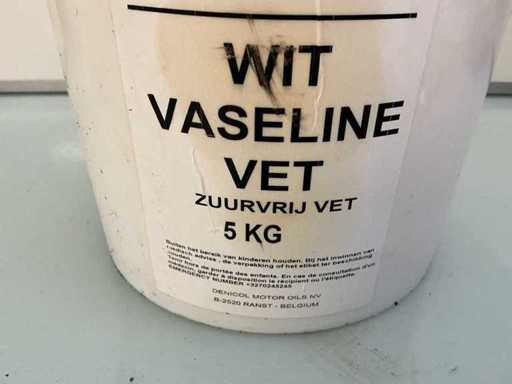 WIT
VASELINE
VET
ZUURVRIJ VET
5 KG
Buiten het bereik van kinderen houden. Bij het inwinnen van
medisch advies, de verpakking of het etiket ter beschikking
houden.
Tenir hors de portée des enfants. En cas de consultation d'un
médecin, garder à disposition le récipient ou l'étiquette.
EMERGENCY NUMBER +3270245245
DENICOL MOTOR OILS NV
B-2520 RANST - BELGIUM